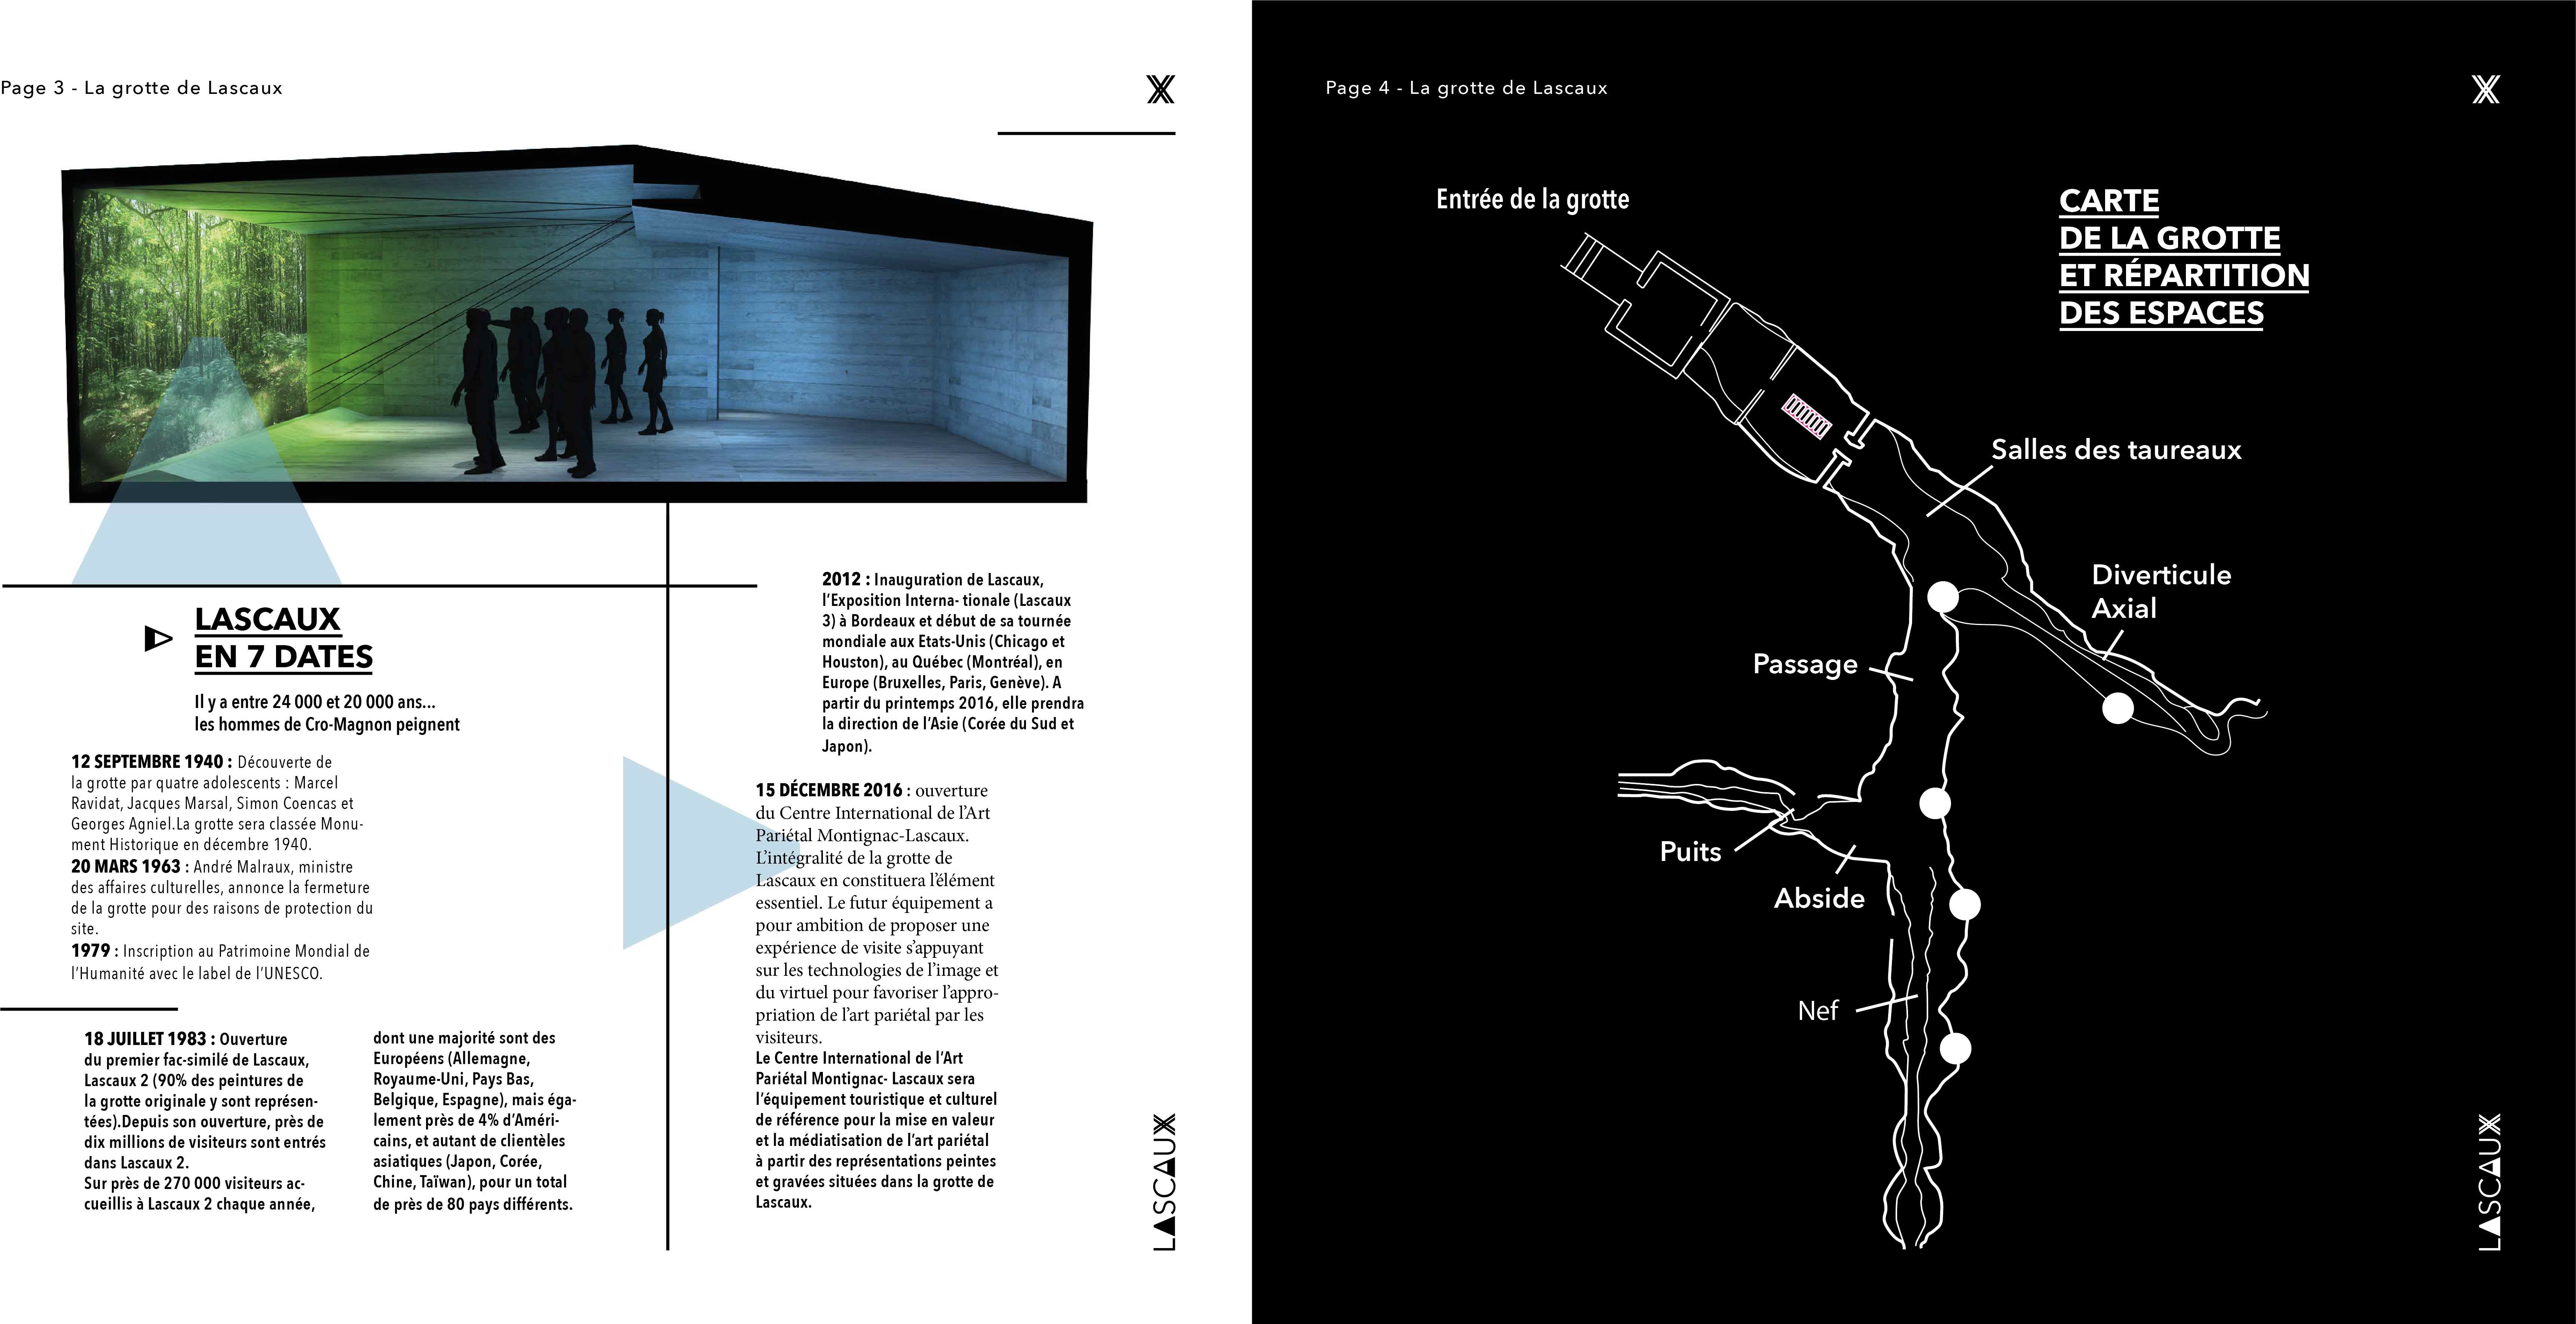 Page 3 - La grotte de Lascaux
LASCAUX
EN 7 DATES
Il y a entre 24 000 et 20 000 ans...
les hommes de Cro-Magnon peignent
12 SEPTEMBRE 1940 : Découverte de
la grotte par quatre adolescents : Marcel
Ravidat, Jacques Marsal, Simon Coencas et
Georges Agniel.La grotte sera classée Monu-
ment Historique en décembre 1940.
20 MARS 1963 : André Malraux, ministre
des affaires culturelles, annonce la fermeture
de la grotte pour des raisons de protection du
site.
1979 : Inscription au Patrimoine Mondial de
l'Humanité avec le label de l'UNESCO.
18 JUILLET 1983 : Ouverture
du premier fac-similé de Lascaux,
Lascaux 2 (90% des peintures de
la grotte originale y sont représen-
tées).Depuis son ouverture, près de
dix millions de visiteurs sont entrés
dans Lascaux 2.
Sur près de 270 000 visiteurs ac-
cueillis à Lascaux 2 chaque année,
dont une majorité sont des
Européens (Allemagne,
Royaume-Uni, Pays Bas,
Belgique, Espagne), mais éga-
lement près de 4% d'Améri-
cains, et autant de clientèles
asiatiques (Japon, Corée,
Chine, Taïwan), pour un total
de près de 80 pays différents.
2012 : Inauguration de Lascaux,
l'Exposition Interna- tionale (Lascaux
3) à Bordeaux et début de sa tournée
mondiale aux Etats-Unis (Chicago et
Houston), au Québec (Montréal), en
Europe (Bruxelles, Paris, Genève). A
partir du printemps 2016, elle prendra
la direction de l'Asie (Corée du Sud et
Japon).
15 DÉCEMBRE 2016 : ouverture
du Centre International de l'Art
Pariétal Montignac-Lascaux.
L'intégralité de la grotte de
Lascaux en constituera l'élément
essentiel. Le futur équipement a
pour ambition de proposer une
expérience de visite s'appuyant
sur les technologies de l'image et
du virtuel pour favoriser l'appro-
priation de l'art pariétal par les
visiteurs.
Le Centre International de l'Art
Pariétal Montignac- Lascaux sera
l'équipement touristique et culturel
de référence pour la mise en valeur
et la médiatisation de l'art pariétal
à partir des représentations peintes
et gravées situées dans la grotte de
Lascaux.
LASCAUX
Page 4 - La grotte de Lascaux
Entrée de la grotte
CARTE
DE LA GROTTE
ET RÉPARTITION
DES ESPACES
Salles des taureaux
Diverticule
Axial
Passage
Puits
Abside
Nef
LASCAUX